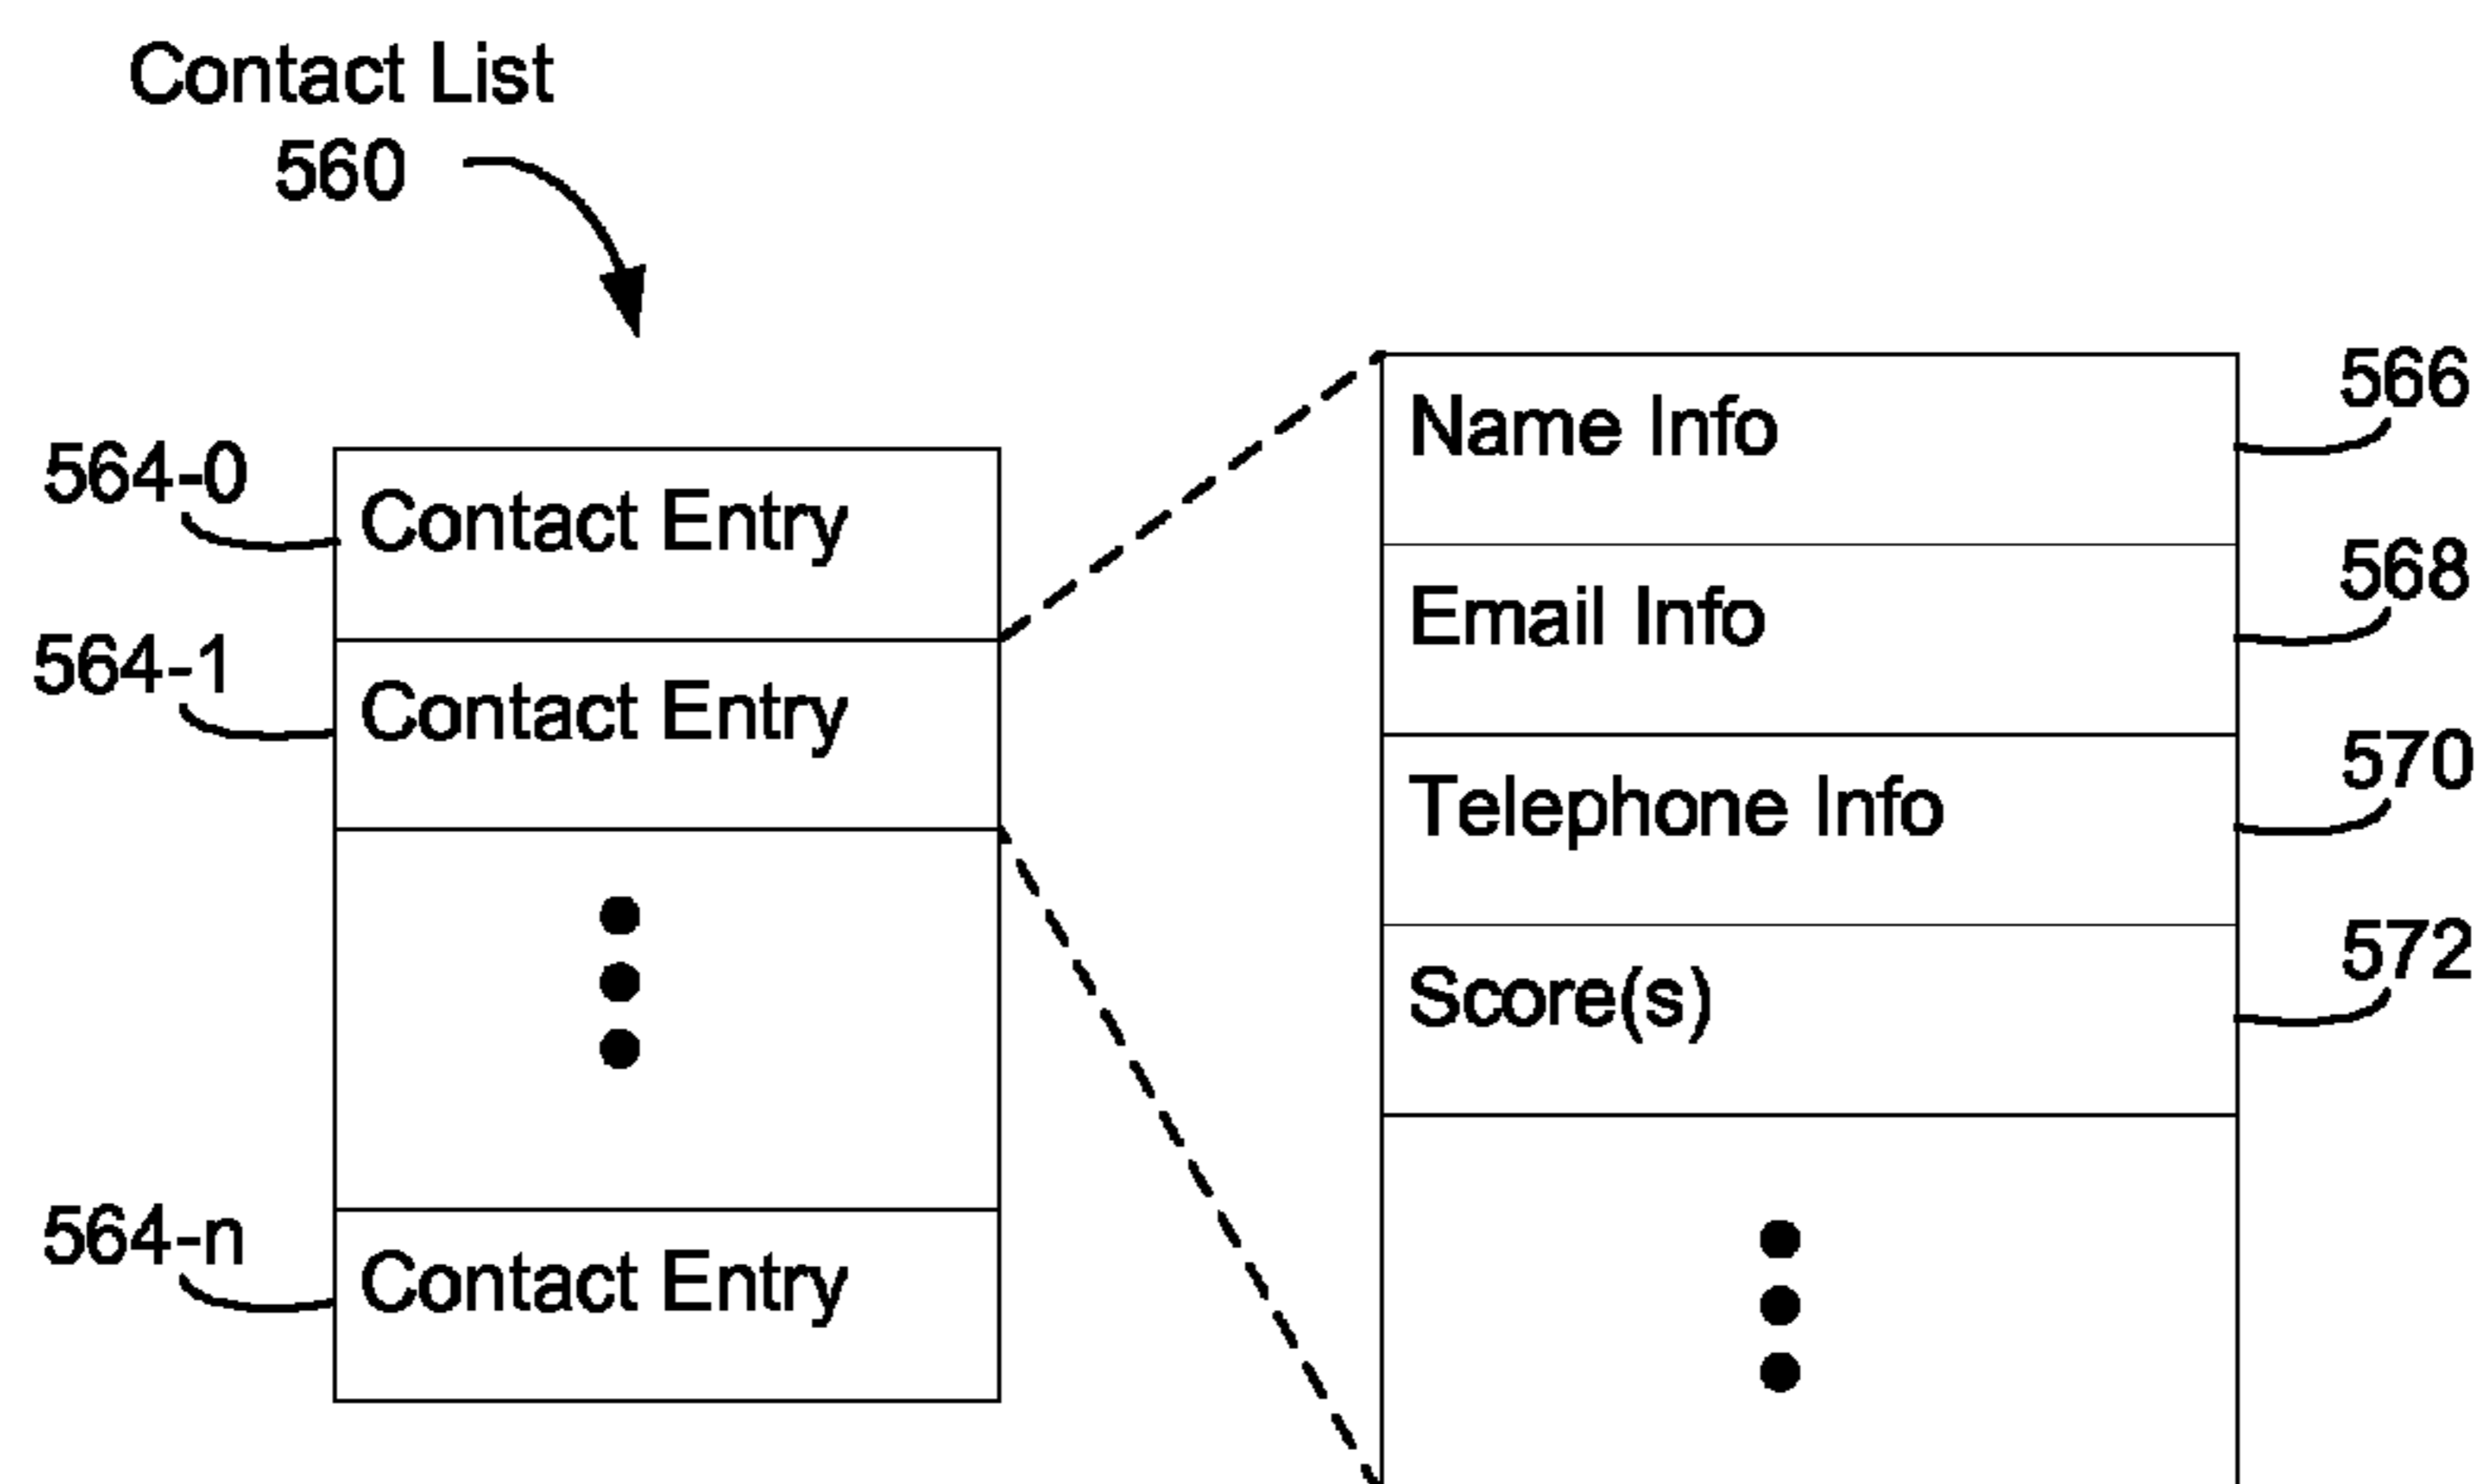 Contact List
560
564-0
Contact Entry
564-1
Contact Entry
564-n
Contact Entry
Name Info
566
Email Info
568
Telephone Info
570
Score(s)
572